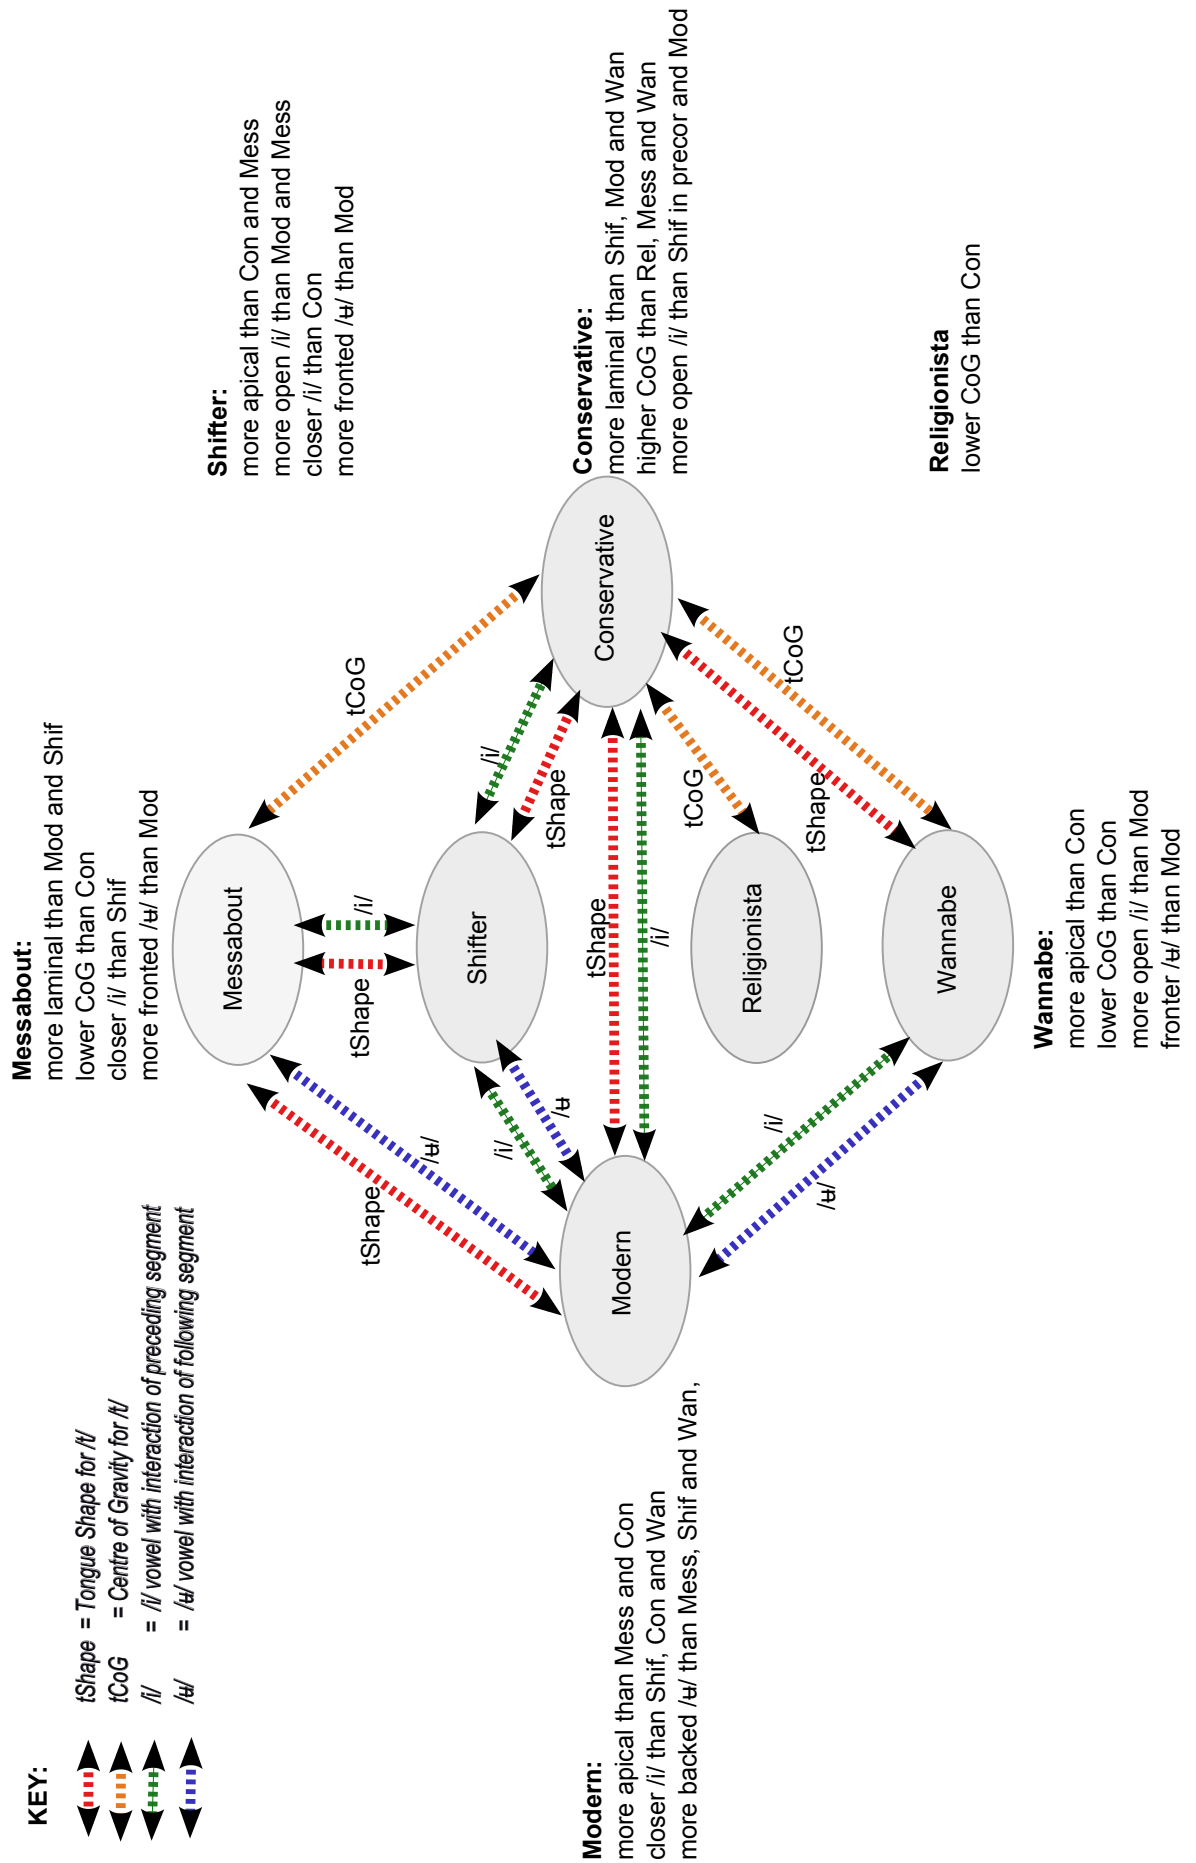 KEY:
tShape = Tongue Shape for /t/
tCoG = Centre of Gravity for /t/
/i/ = /i/ vowel with interaction of preceding segment
/ʉ/ = /ʉ/ vowel with interaction of following segment
Messabout:
more laminal than Mod and Shif
lower CoG than Con
closer /i/ than Shif
more fronted /ʉ/ than Mod
Shifter:
more apical than Con and Mess
more open /i/ than Mod and Mess
closer /i/ than Con
more fronted /ʉ/ than Mod
Messabout
tCoG
tShape
/ʉ/
tShape
/i/
Shifter
/i/
/ʉ
/i/
tShape
Modern:
more apical than Mess and Con
closer /i/ than Shif, Con and Wan
more backed /ʉ/ than Mess, Shif and Wan,
Modern
tShape
/i/
Conservative
Conservative:
more laminal than Shif, Mod and Wan
higher CoG than Rel, Mess and Wan
more open /i/ than Shif in precor and Mod
tCoG
Religionista
/i/
/ʉ/
tShape
tCoG
Wannabe
Religionista
lower CoG than Con
Wannabe:
more apical than Con
lower CoG than Con
more open /i/ than Mod
fronter /ʉ/ than Mod